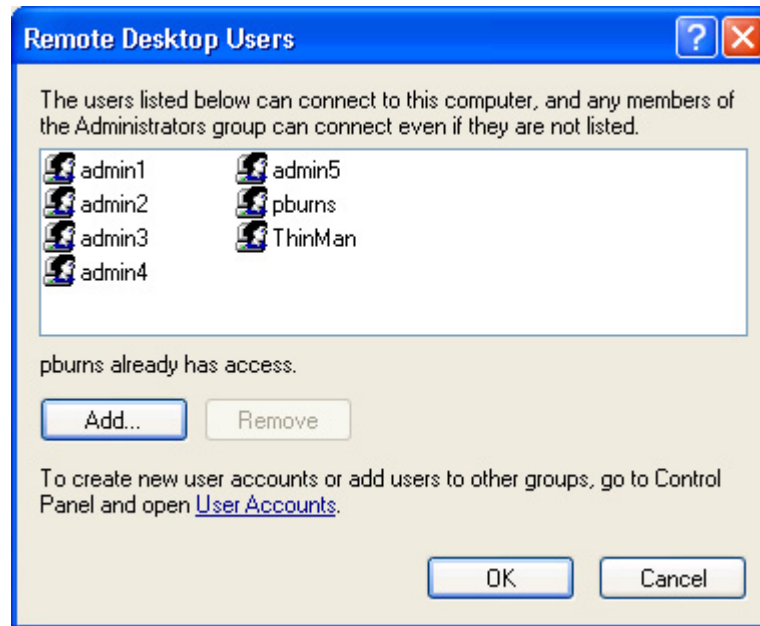 Remote Desktop Users
The users listed below can connect to this computer, and any members of
the Administrators group can connect even if they are not listed.
admin1
admin2
admin3
admin4
admin5
pburns
ThinMan
pburns already has access.
Add...
Remove
To create new user accounts or add users to other groups, go to Control
Panel and open User Accounts.
OK
Cancel